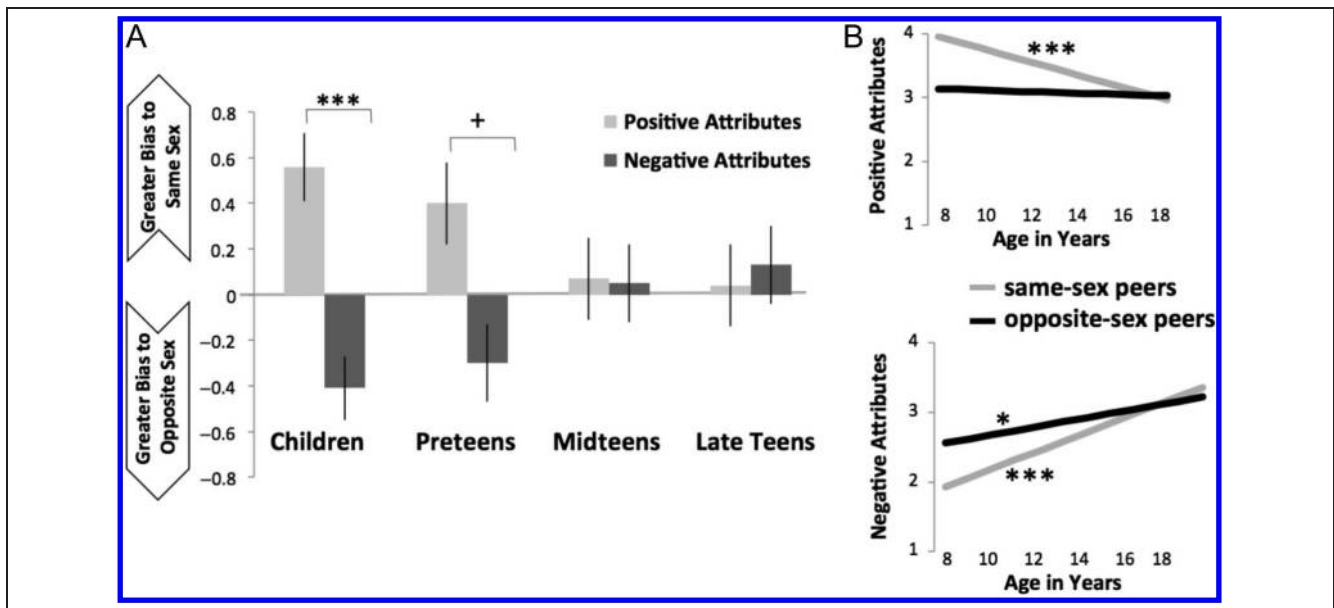 A
Greater Bias to
Same Sex
Greater Bias to
Opposite Sex
0.8
0.6
0.4
0.2
0
−0.2
−0.4
−0.6
−0.8
***
+
Positive Attributes
Negative Attributes
Children Preteens Midteens Late Teens
B
Positive Attributes
4
3
2
1
***
8 10 12 14 16 18
Age in Years
same-sex peers
opposite-sex peers
Negative Attributes
4
3
2
1
*
***
8 10 12 14 16 18
Age in Years